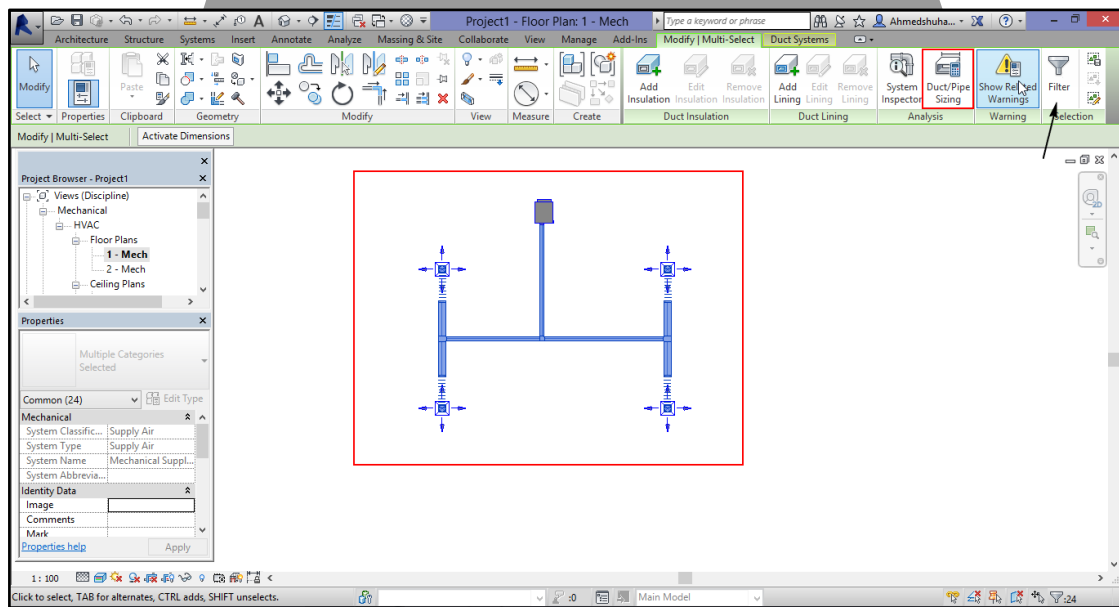 Project1 - Floor Plan: 1 - Mech
Type a keyword or phrase
Ahmedshuha...
Architecture Structure Systems Insert Annotate Analyze Massing & Site Collaborate View Manage Add-Ins Modify | Multi-Select Duct Systems
Modify
Paste
Add Insulation
Edit Insulation
Remove Insulation
Add Lining
Edit Lining
Remove Lining
System Inspector
Duct/Pipe Sizing
Show Related Warnings
Filter
Select Properties Clipboard Geometry Modify View Measure Create Duct Insulation Duct Lining Analysis Warning Selection
Modify | Multi-Select Activate Dimensions
Project Browser - Project1
Views (Discipline)
Mechanical
HVAC
Floor Plans
1 - Mech
2 - Mech
Ceiling Plans
Properties
Multiple Categories
Selected
Common (24) Edit Type
Mechanical
System Classific... Supply Air
System Type Supply Air
System Name Mechanical Suppl...
System Abbrevia...
Identity Data
Image
Comments
Mark
Properties help Apply
1 : 100
Click to select, TAB for alternates, CTRL adds, SHIFT unselects. :0 Main Model :24